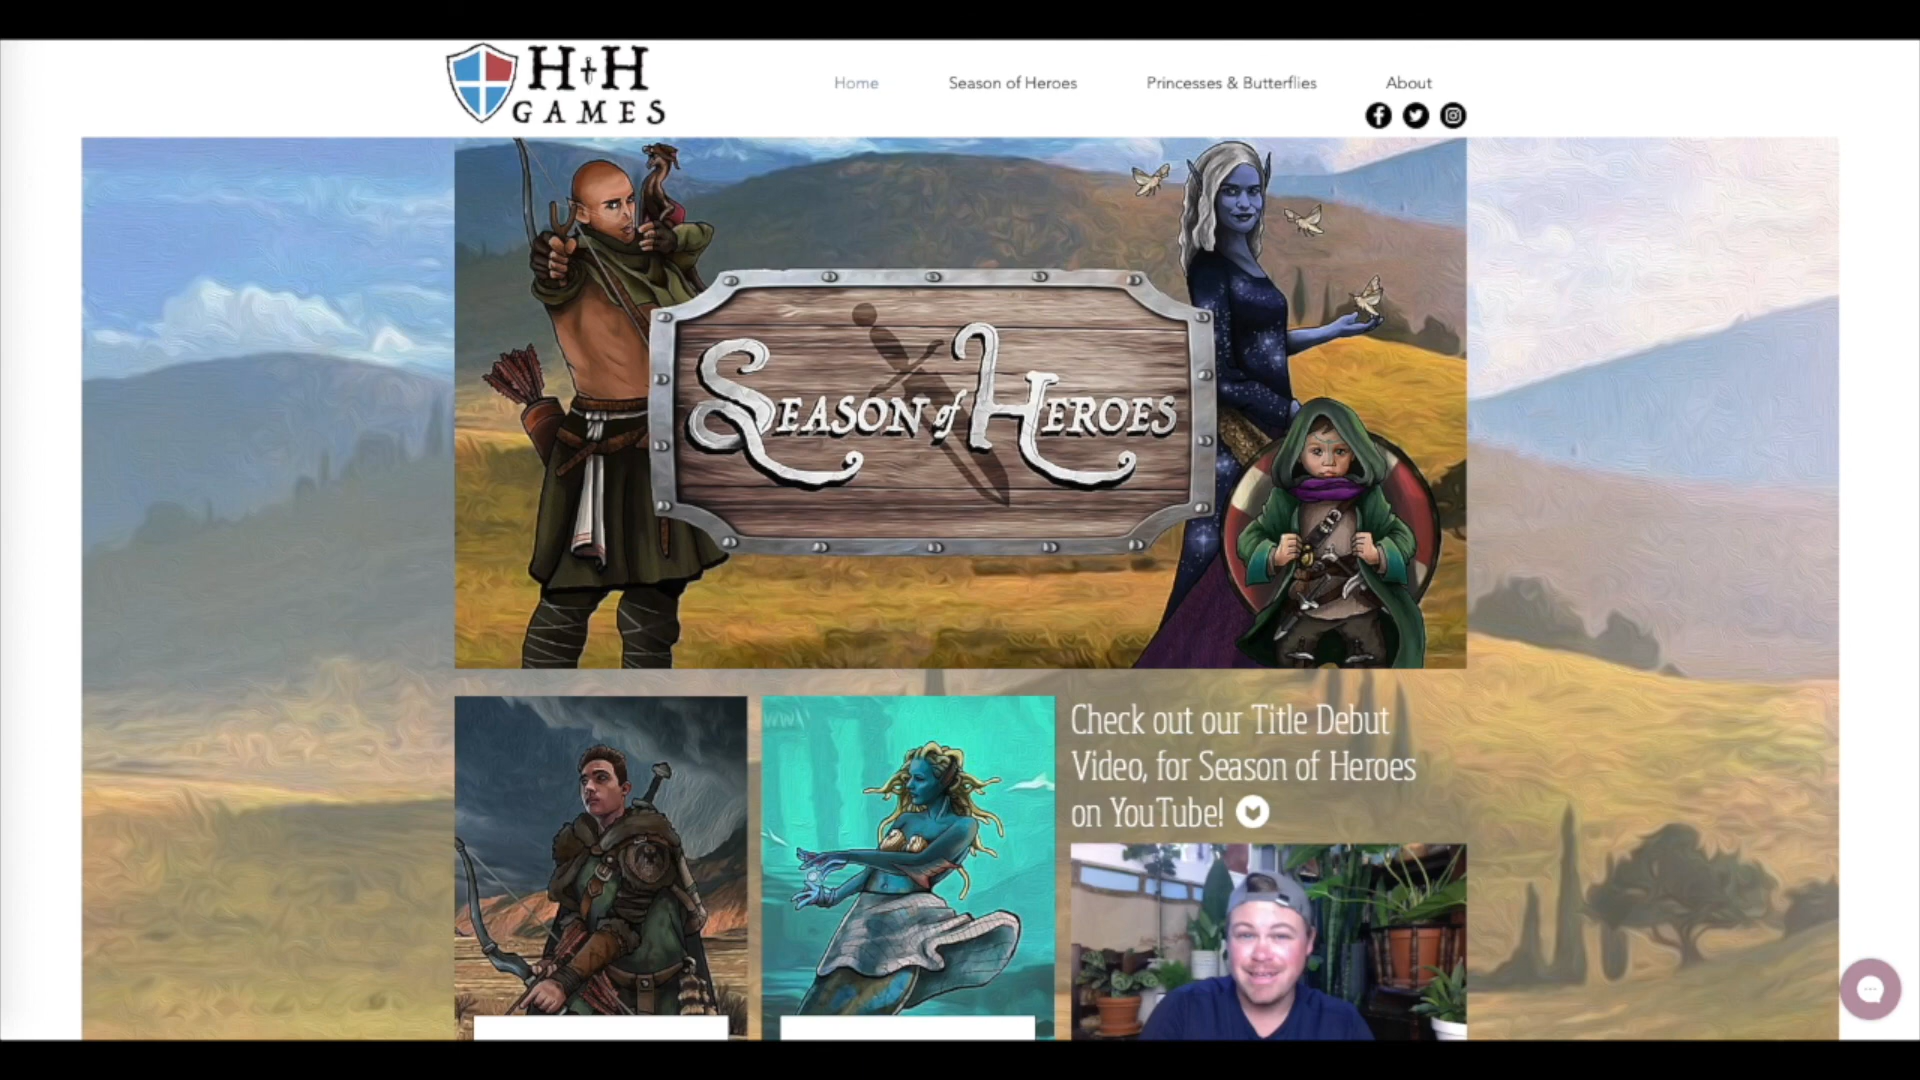 H H
GAMES
Home Season of Heroes Princesses & Butterflies About
SEASON of HEROES
Check out our Title Debut
Video, for Season of Heroes
on YouTube!